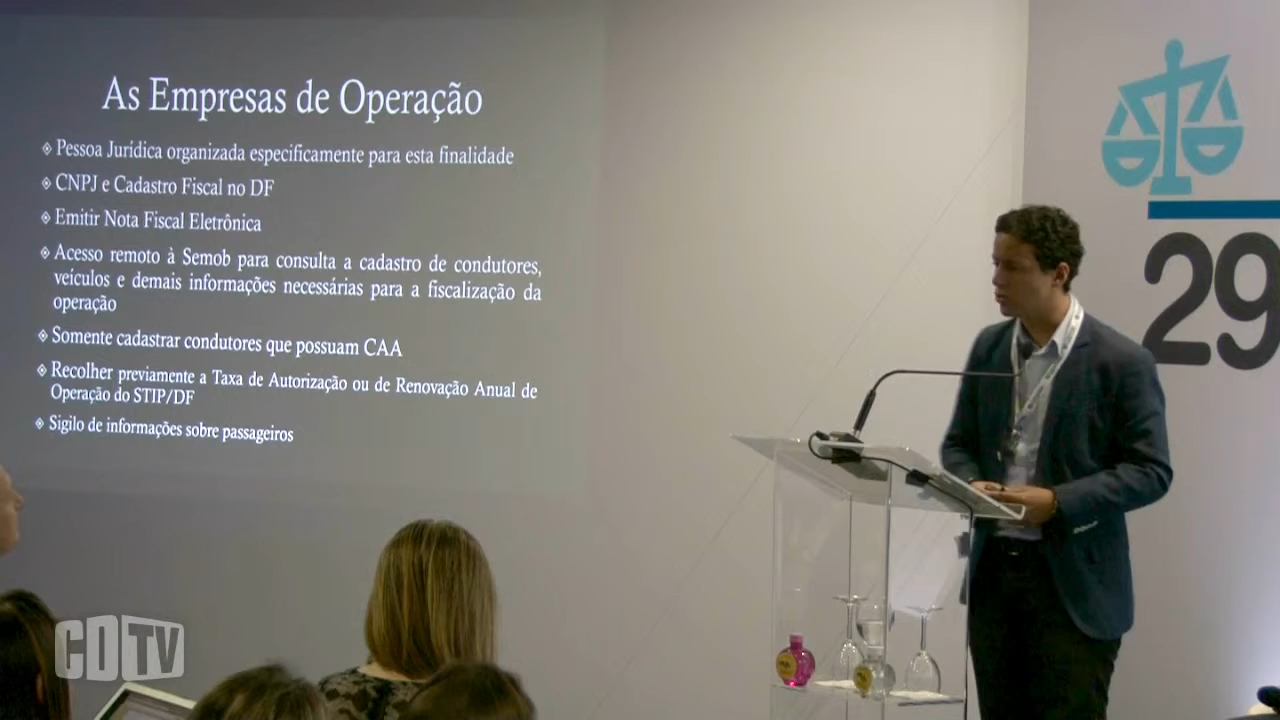 As Empresas de Operação
Pessoa Jurídica organizada especificamente para esta finalidade
CNPJ e Cadastro Fiscal no DF
Emitir Nota Fiscal Eletrônica
Acesso remoto à Semob para consulta a cadastro de condutores,
veículos e demais informações necessárias para a fiscalização da
operação
Somente cadastrar condutores que possuam CAA
Recolher previamente a Taxa de Autorização ou de Renovação Anual de
Operação do STIP/DF
Sigilo de informações sobre passageiros
29
CDTV